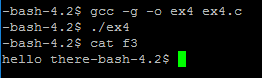 -bash-4.2$ gcc -g -o ex4 ex4.c
-bash-4.2$ ./ex4
-bash-4.2$ cat f3
hello there-bash-4.2$